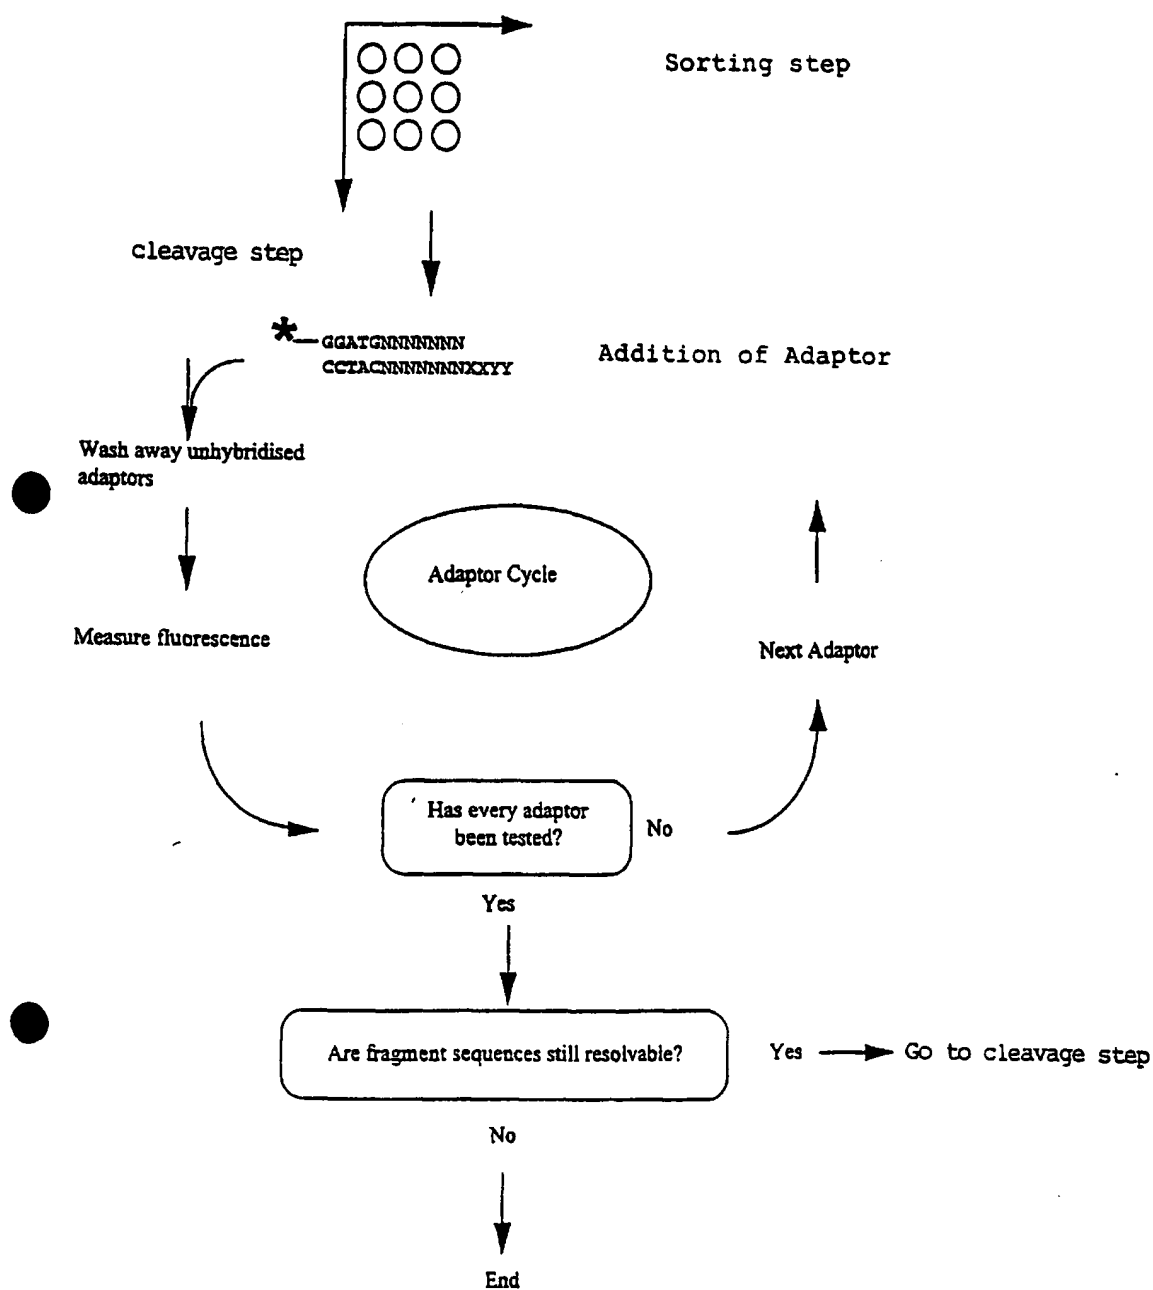 Sorting step
cleavage step
*—GGATGNNNNNNN
CCTACNNNNNNNXXYY
Addition of Adaptor
Wash away unhybridised
adaptors
Adaptor Cycle
Measure fluorescence
Next Adaptor
Has every adaptor
been tested?
No
Yes
Are fragment sequences still resolvable?
Yes
Go to cleavage step
No
End